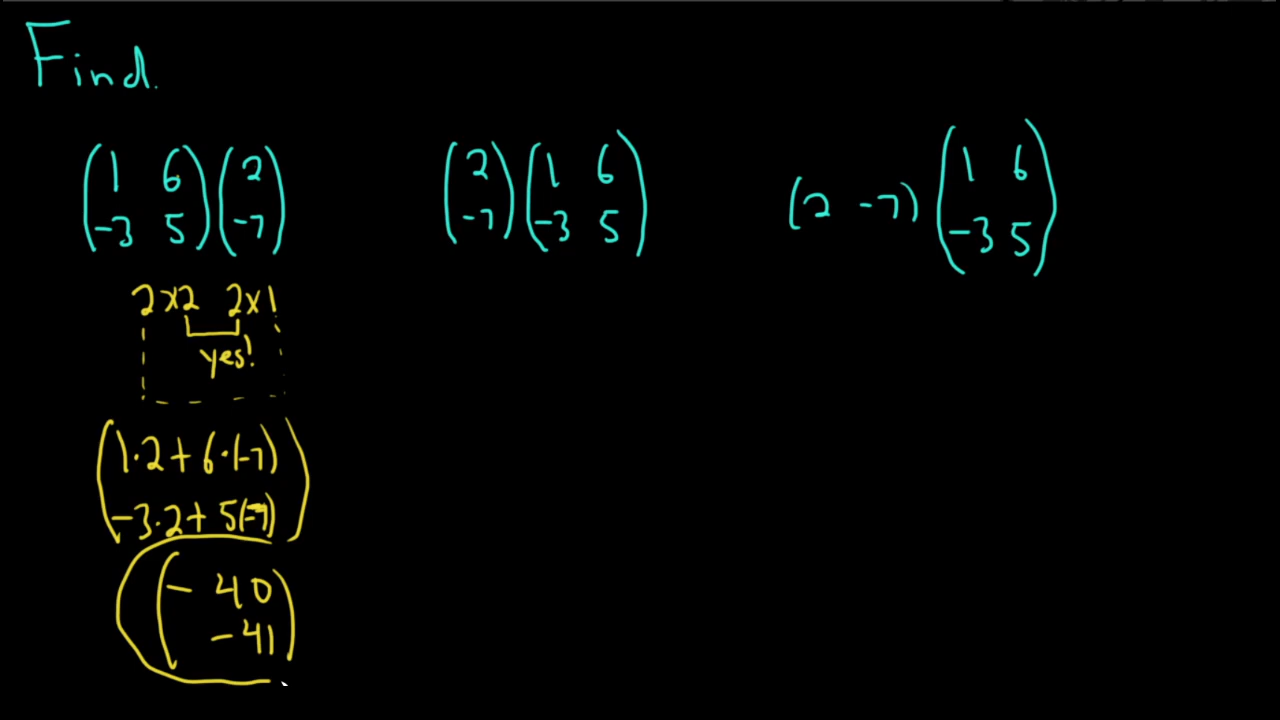 Find.
(1 6) (2)
(-3 5) (-7)
(2) (1 6)
(-7) (-3 5)
(2 -7) (1 6)
(-3 5)
2x2 2x1
yes!
(1·2+6·(-7))
(-3·2+5(-7))
(-40)
(-41)